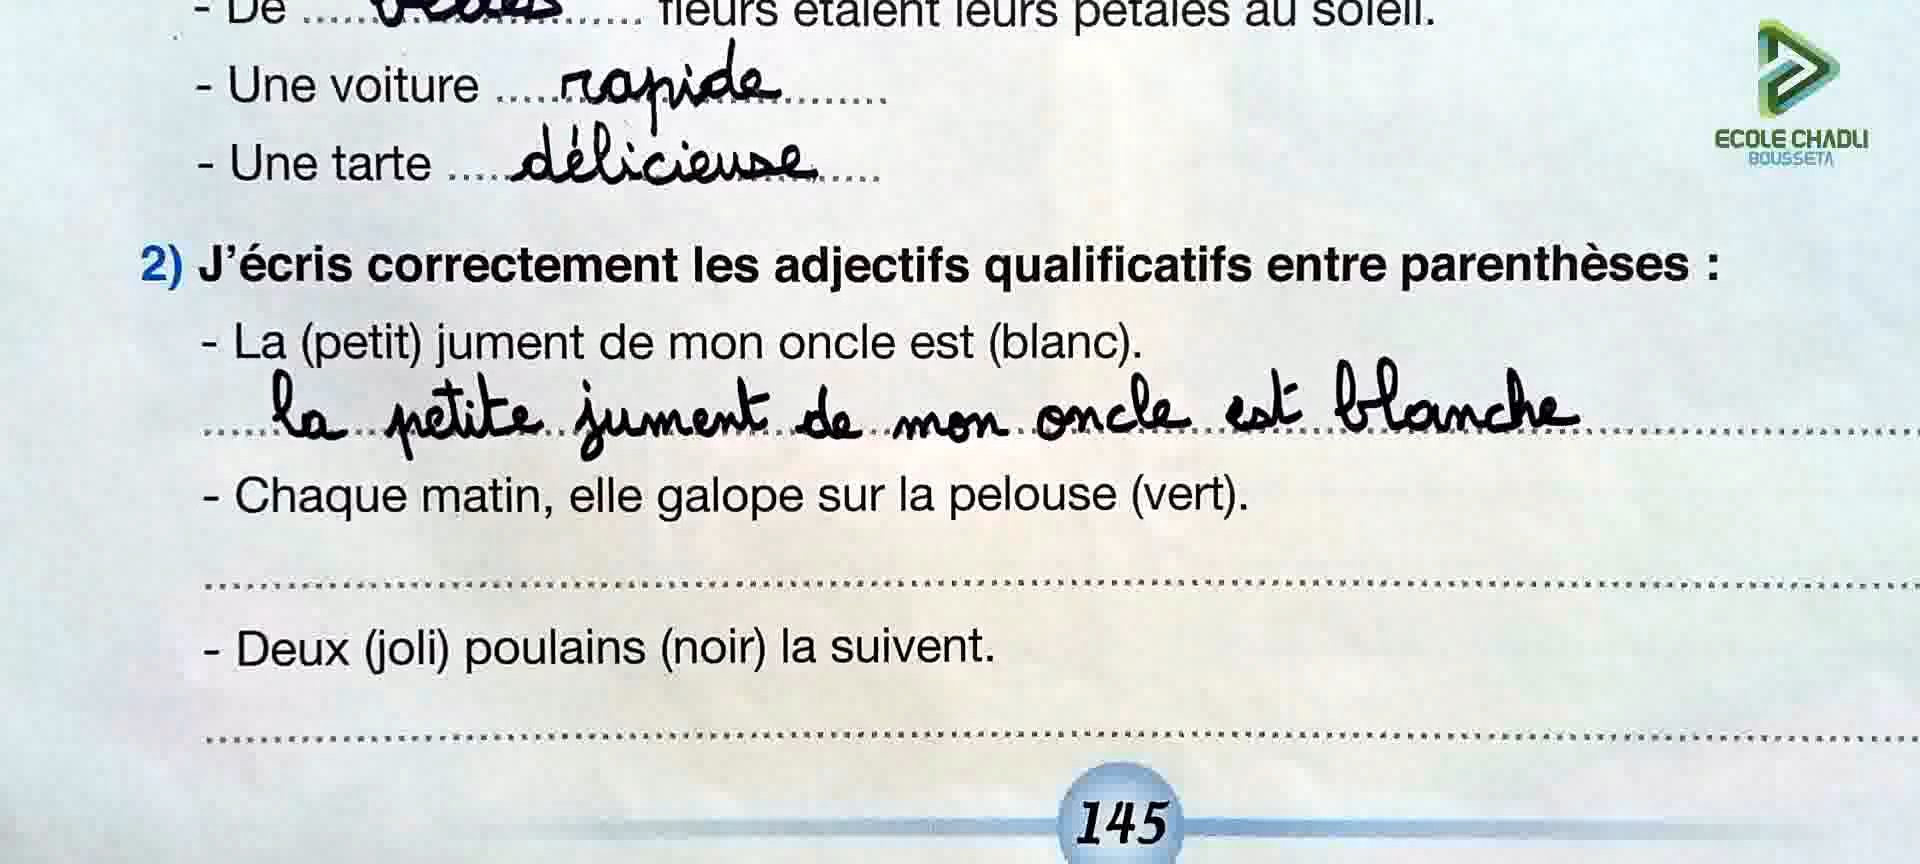 - De ............ fleurs étalent leurs pétales au soleil.
- Une voiture .... rapide ........
- Une tarte .... délicieuse ......
ECOLE CHADLI
BOUSSETA
2) J'écris correctement les adjectifs qualificatifs entre parenthèses :
- La (petit) jument de mon oncle est (blanc).
la petite jument de mon oncle est blanche
- Chaque matin, elle galope sur la pelouse (vert).
- Deux (joli) poulains (noir) la suivent.
145